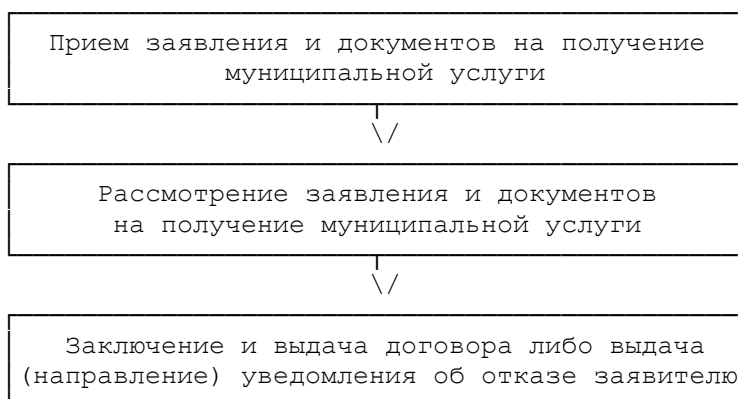 Прием заявления и документов на получение
муниципальной услуги
\/
Рассмотрение заявления и документов
на получение муниципальной услуги
\/
Заключение и выдача договора либо выдача
(направление) уведомления об отказе заявителю